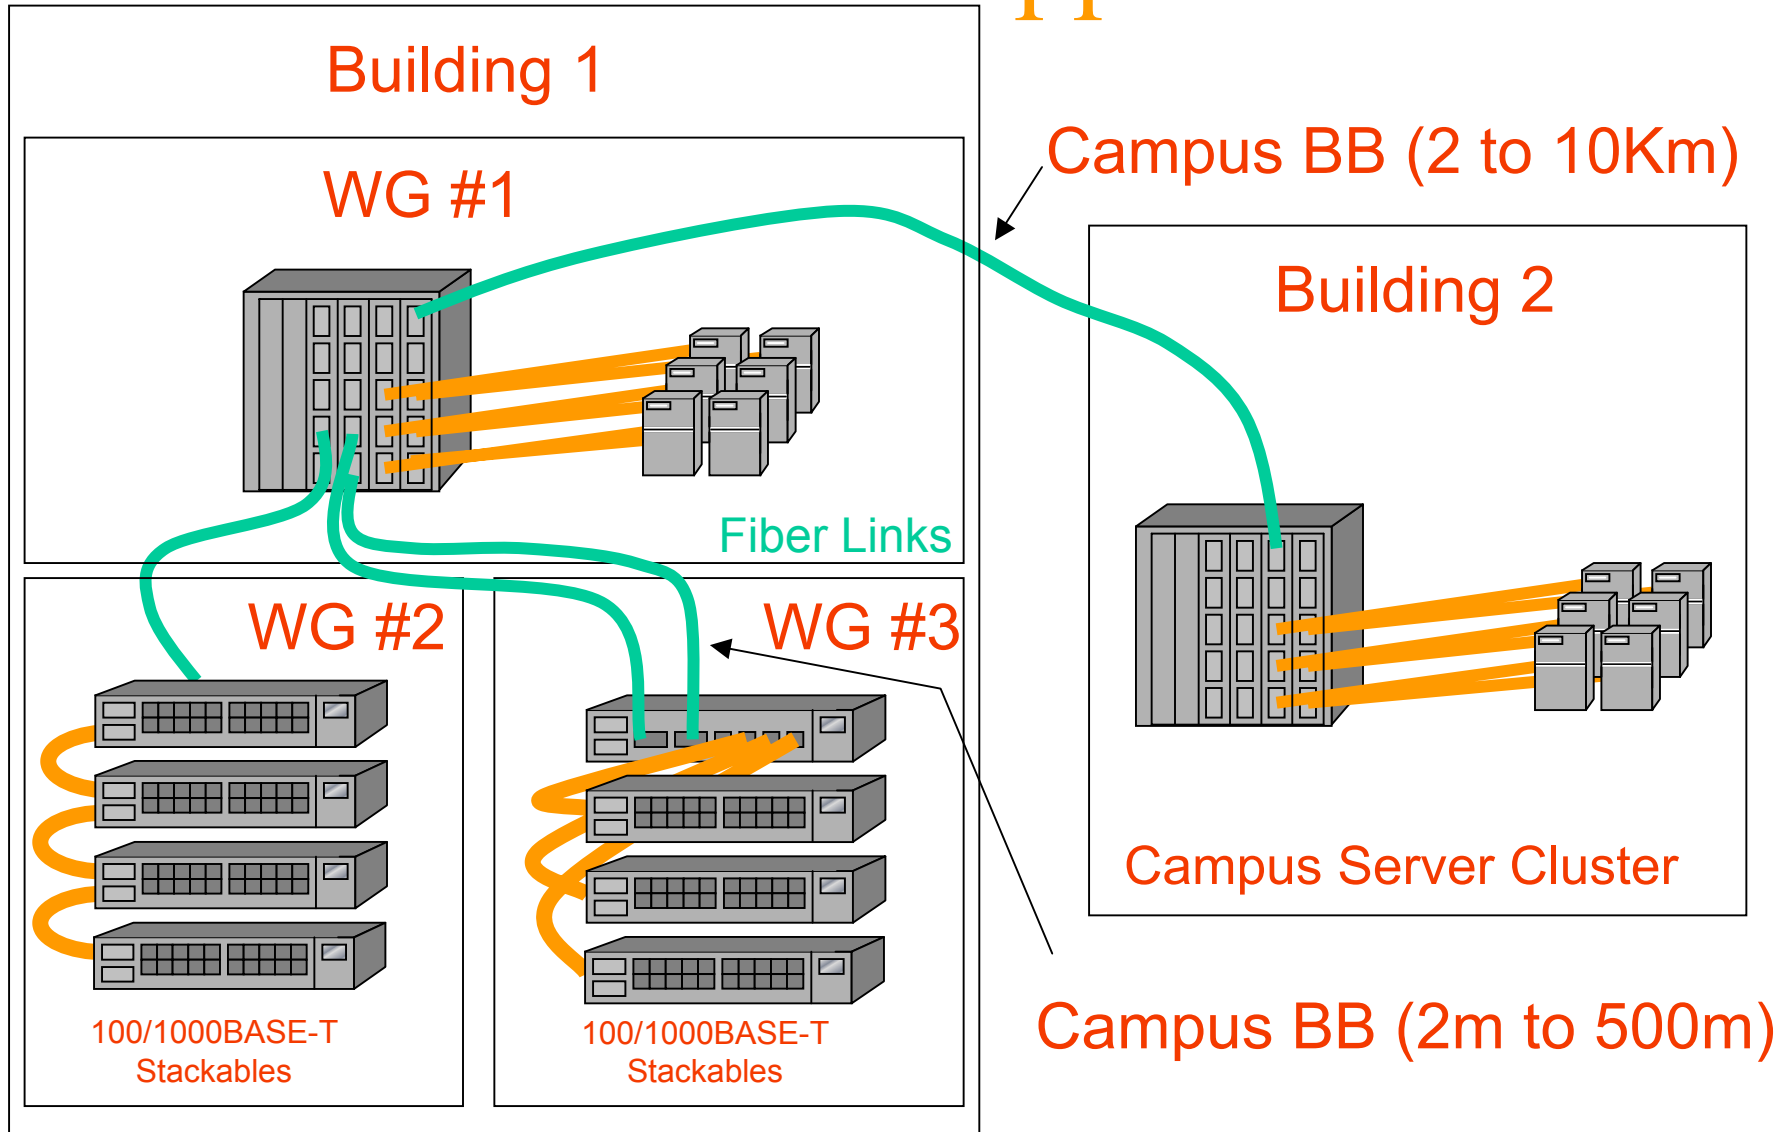 Building 1
WG #1
Campus BB (2 to 10Km)
Building 2
Fiber Links
WG #2
WG #3
Campus Server Cluster
100/1000BASE-T
Stackables
100/1000BASE-T
Stackables
Campus BB (2m to 500m)